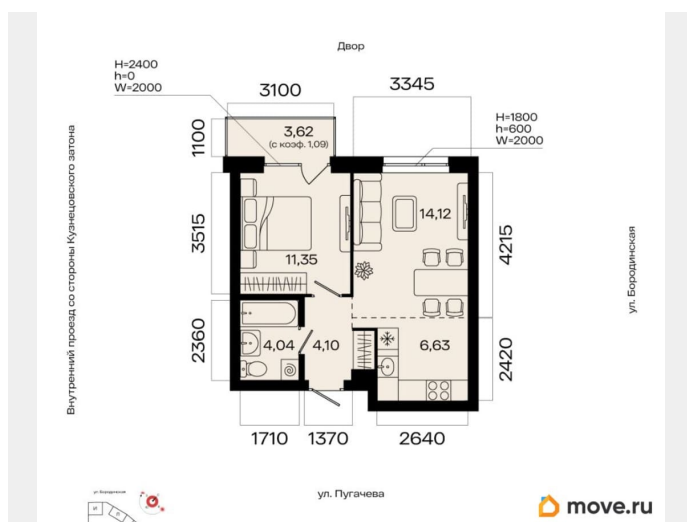 Двор
H=2400
h=0
W=2000
3100
3345
H=1800
h=600
W=2000
1100
3,62
(с коэф. 1,09)
Внутренний проезд со стороны Кузнецовского затона
3515
14,12
4215
ул. Бородинская
11,35
2360
4,04
4,10
6,63
2420
1710
1370
2640
ул. Бородинская
ул. Пугачева
move.ru